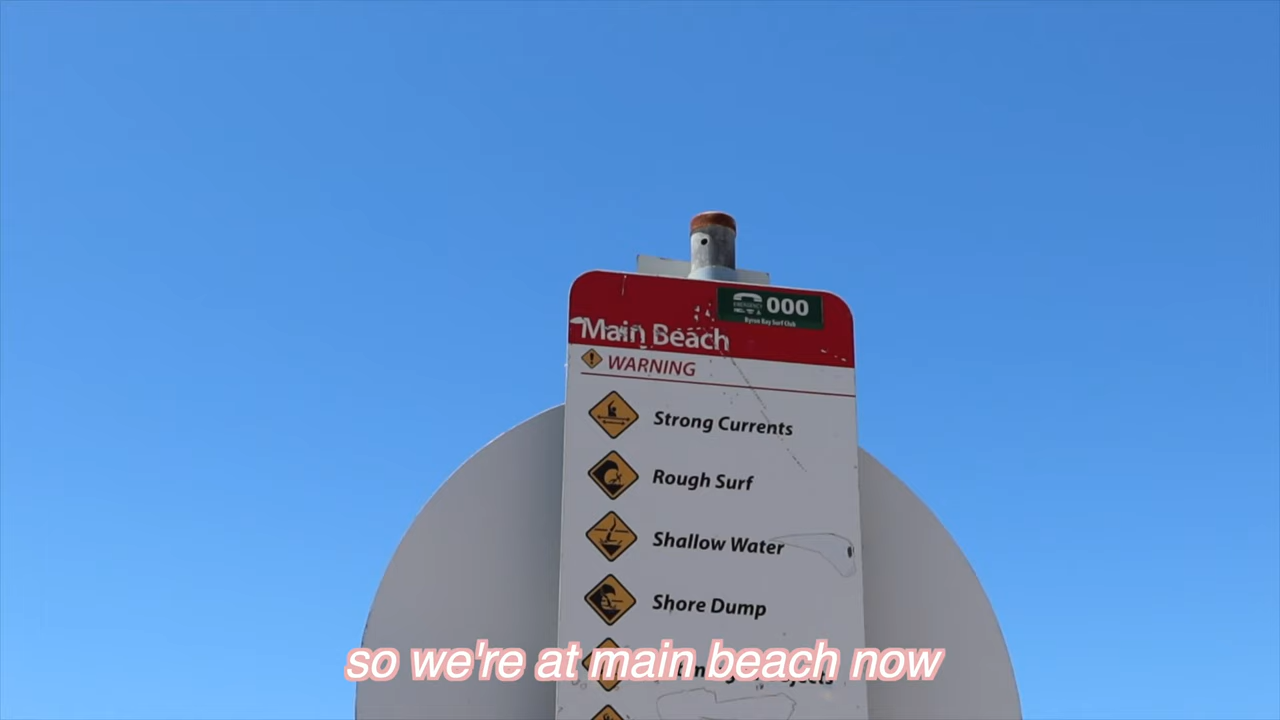 EMERGENCY
000
Byron Bay Surf Club
Main Beach
WARNING
Strong Currents
Rough Surf
Shallow Water
Shore Dump
so we're at main beach now